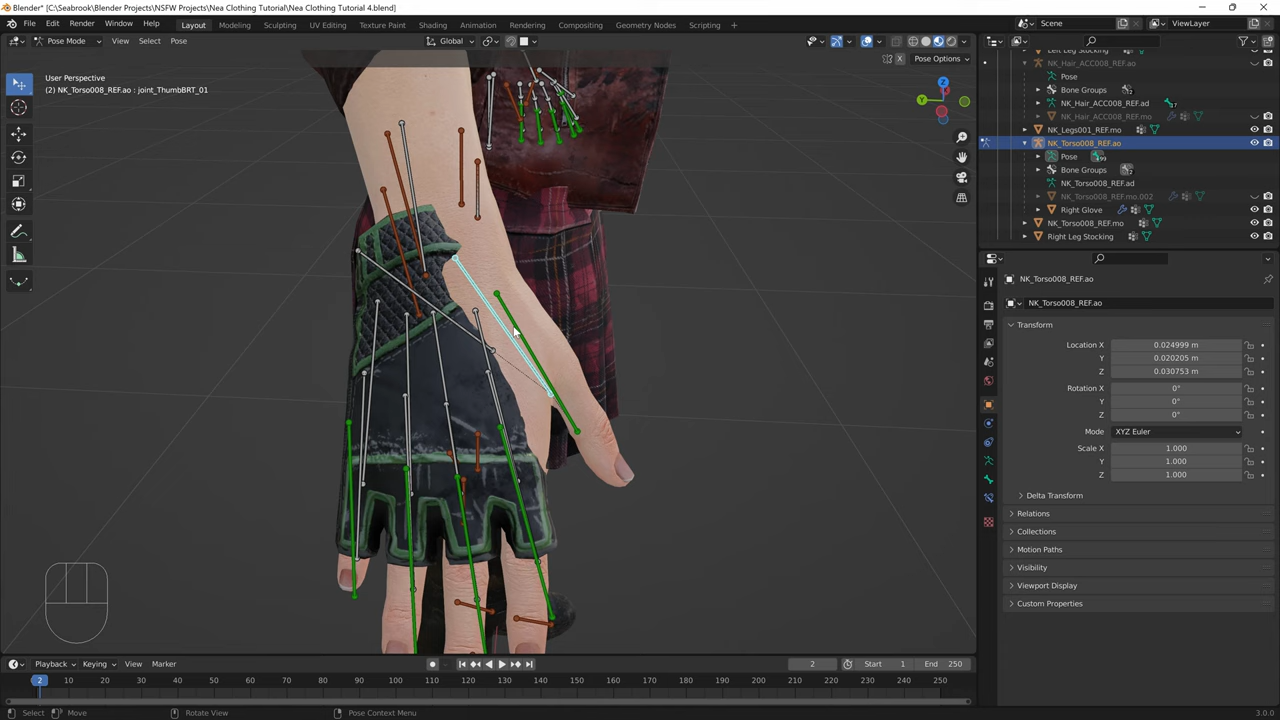 Blender* [C:\Seabrook\Blender Projects\NSFW Projects\Nea Clothing Tutorial\Nea Clothing Tutorial 4.blend]
File Edit Render Window Help Layout Modeling Sculpting UV Editing Texture Paint Shading Animation Rendering Compositing Geometry Nodes Scripting + Scene ViewLayer
Pose Mode View Select Pose Global
X Pose Options
User Perspective
(2) NK_Torso008_REF.ao : joint_ThumbBRT_01
Z
Y
NK_Hair_ACC008_REF.ao
Pose
Bone Groups
NK_Hair_ACC008_REF.ad
NK_Hair_ACC008_REF.mo
NK_Legs001_REF.mo
NK_Torso008_REF.ao
Pose
Bone Groups
NK_Torso008_REF.ad
NK_Torso008_REF.mo.002
Right Glove
NK_Torso008_REF.mo
Right Leg Stocking
NK_Torso008_REF.ao
NK_Torso008_REF.ao
Transform
Location X 0.024999 m
Y 0.020205 m
Z 0.030753 m
Rotation X 0°
Y 0°
Z 0°
Mode XYZ Euler
Scale X 1.000
Y 1.000
Z 1.000
Delta Transform
Relations
Collections
Motion Paths
Visibility
Viewport Display
Custom Properties
Playback Keying View Marker 2 Start 1 End 250
2 10 20 30 40 50 60 70 80 90 100 110 120 130 140 150 160 170 180 190 200 210 220 230 240 250
Select Move Rotate View Pose Context Menu 3.0.0